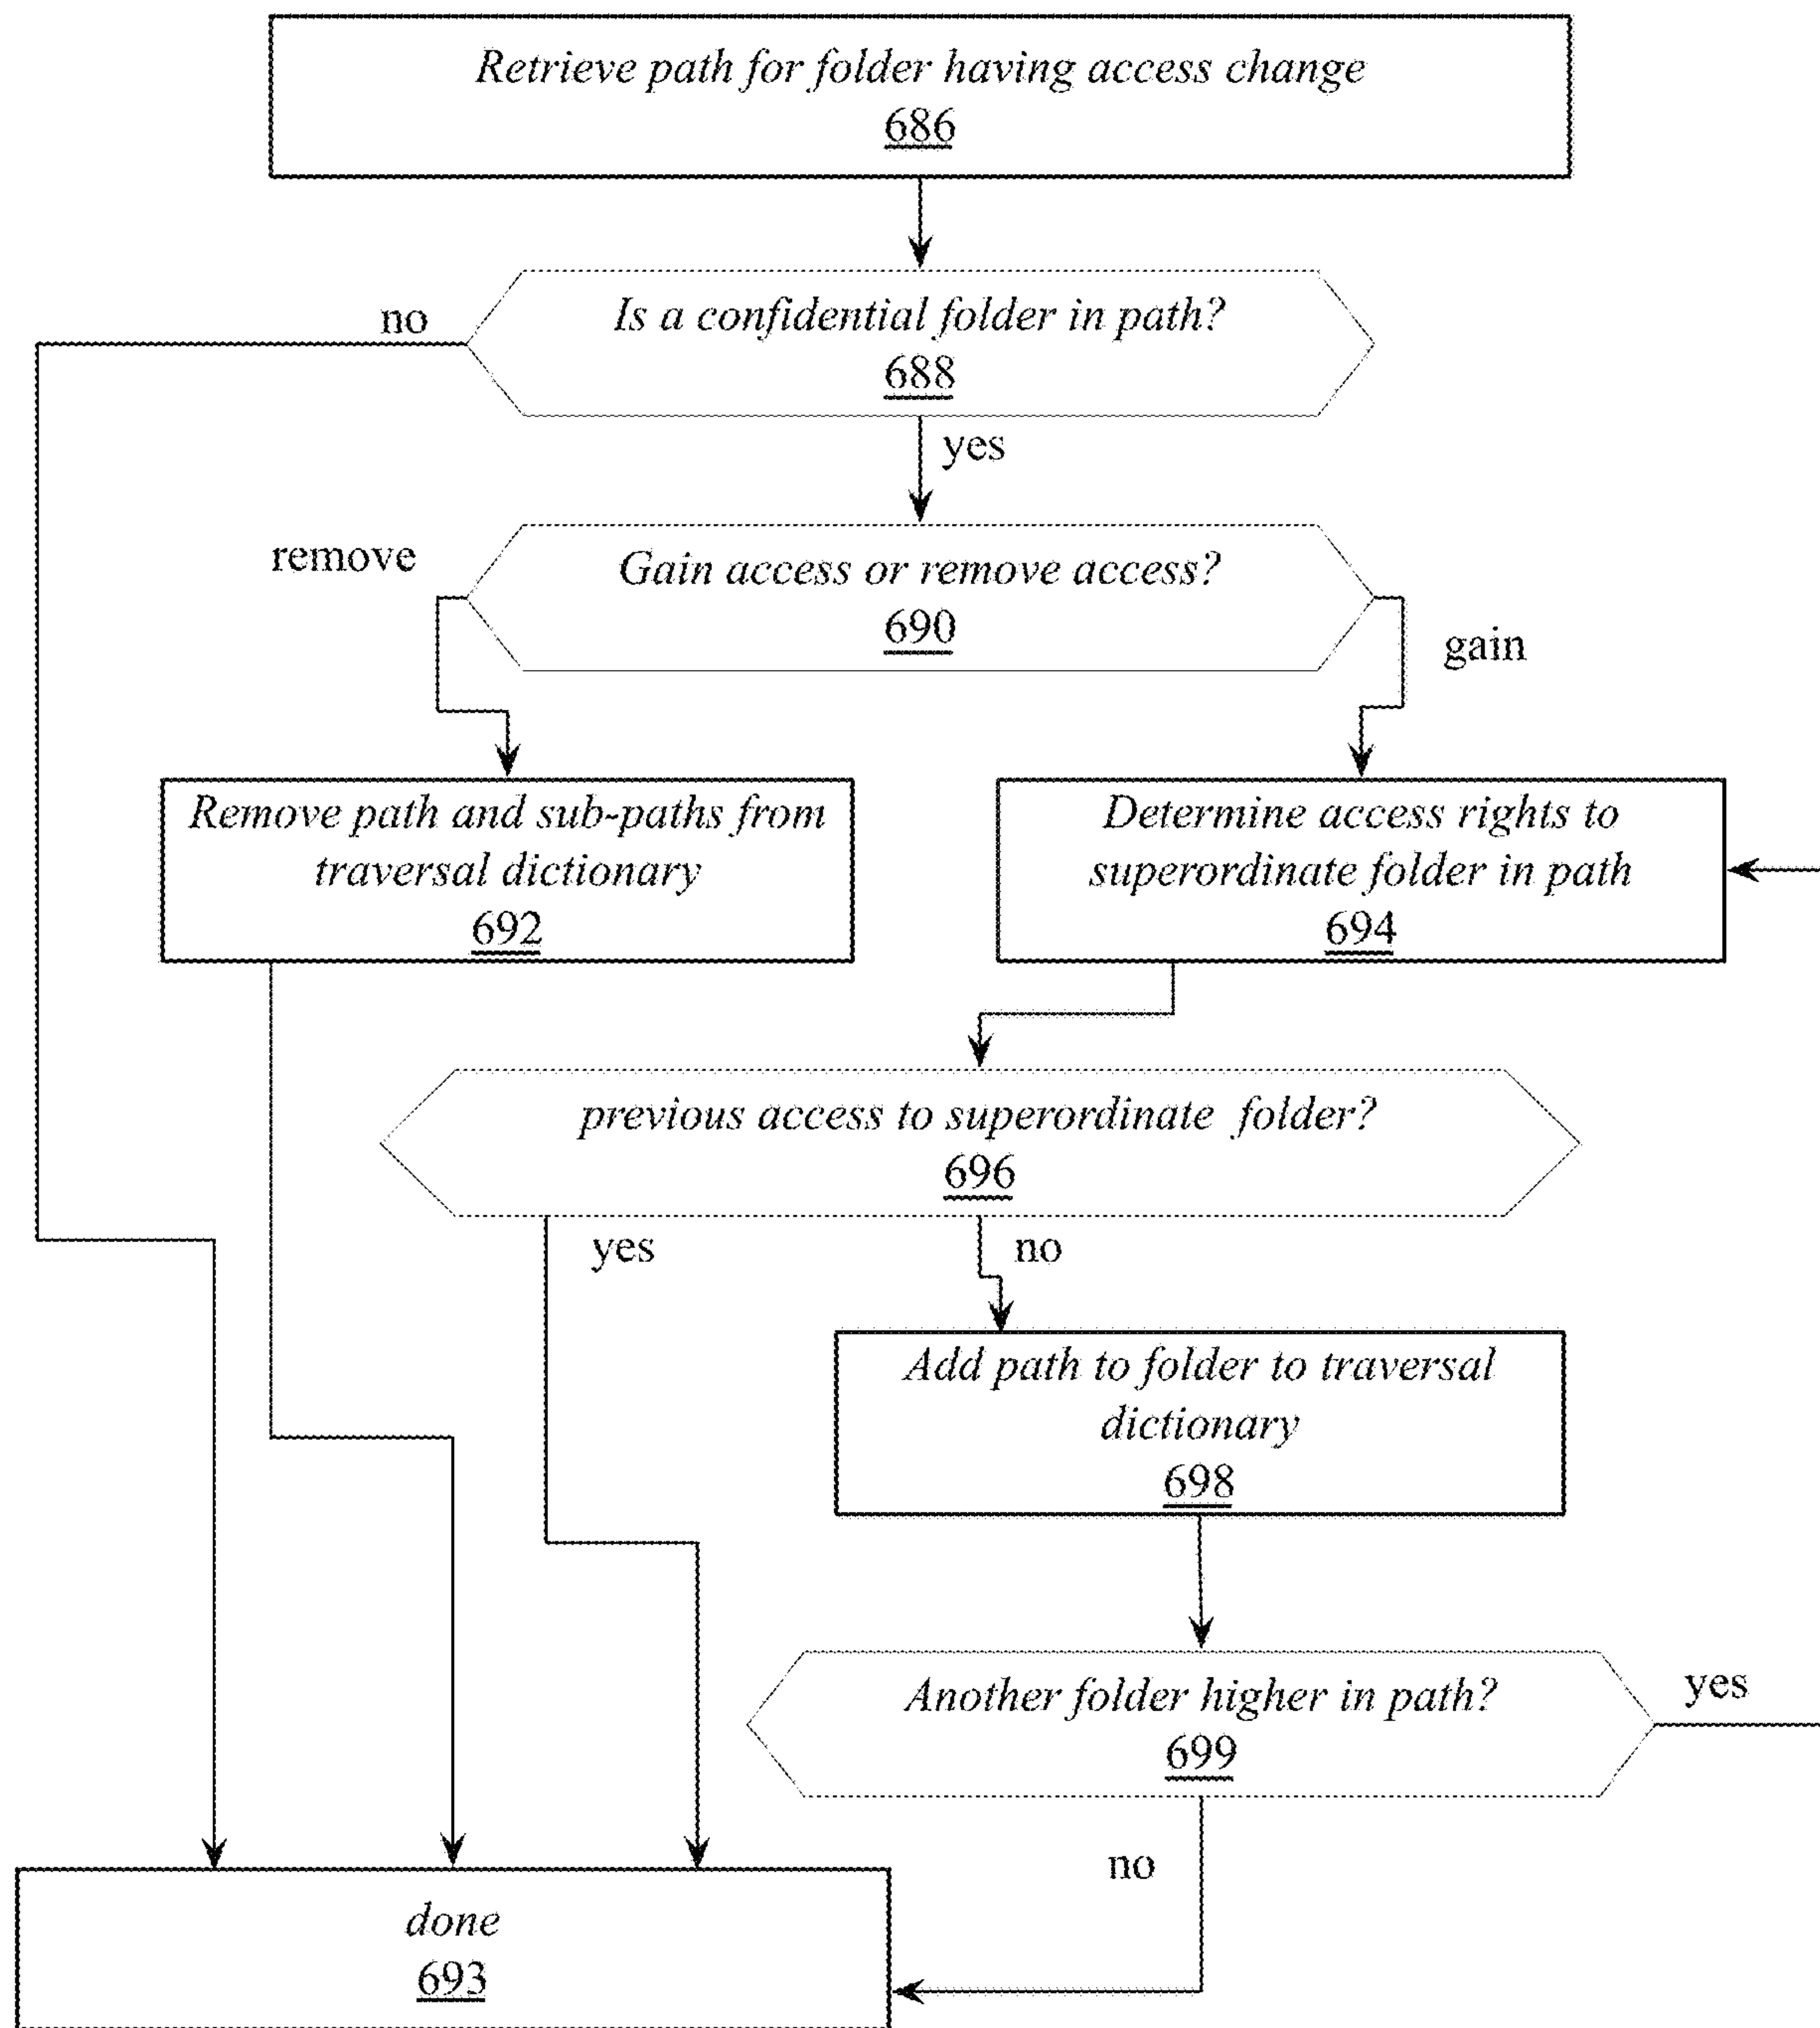 Retrieve path for folder having access change
686
Is a confidential folder in path?
688
no
yes
Gain access or remove access?
690
remove
gain
Remove path and sub-paths from
traversal dictionary
692
Determine access rights to
superordinate folder in path
694
previous access to superordinate folder?
696
yes
no
Add path to folder to traversal
dictionary
698
Another folder higher in path?
699
yes
no
done
693